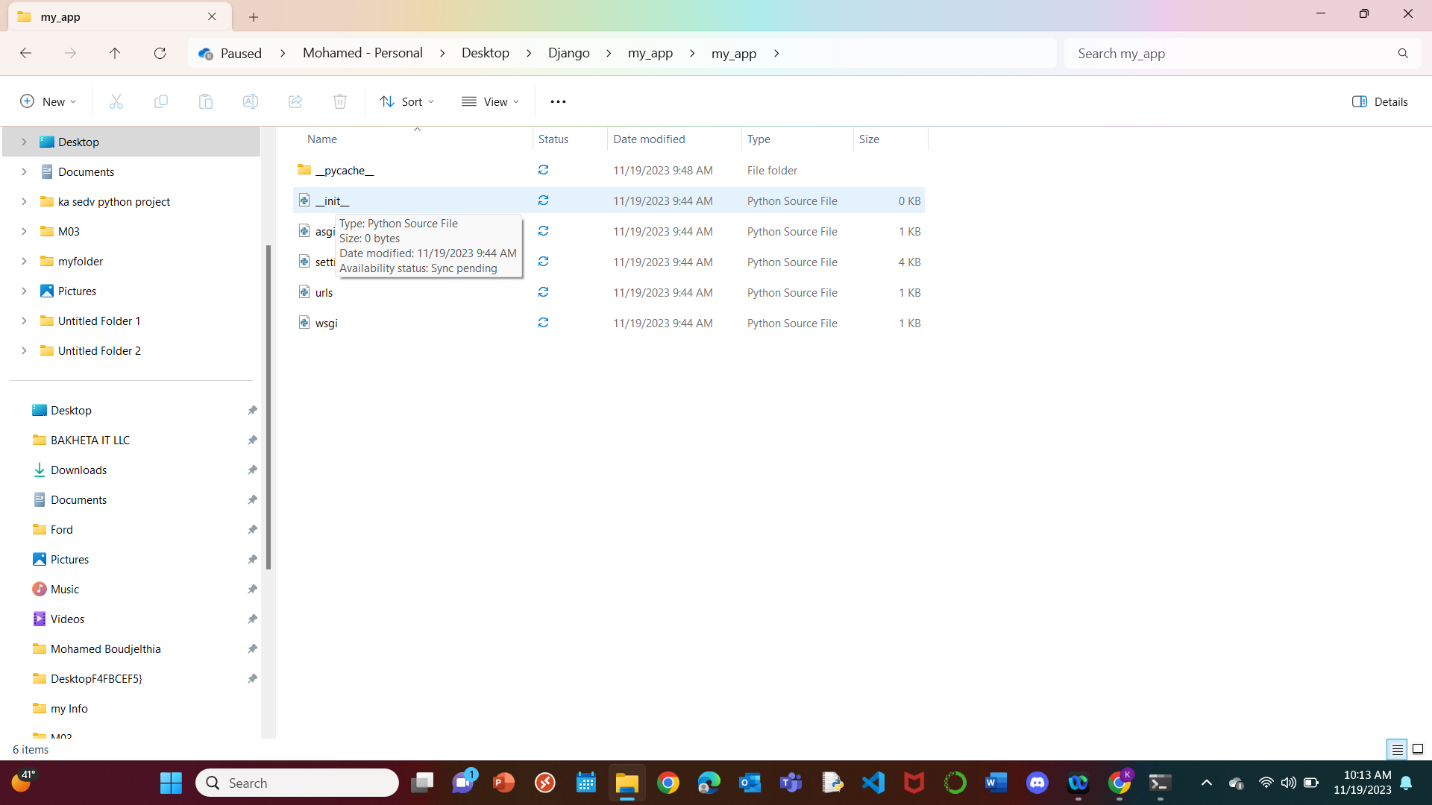 my_app
Paused > Mohamed - Personal > Desktop > Django > my_app > my_app >
Search my_app
New
Sort
View
Details
Name Status Date modified Type Size
__pycache__ 11/19/2023 9:48 AM File folder
__init__ 11/19/2023 9:44 AM Python Source File 0 KB
asgi 11/19/2023 9:44 AM Python Source File 1 KB
setti 11/19/2023 9:44 AM Python Source File 4 KB
urls 11/19/2023 9:44 AM Python Source File 1 KB
wsgi 11/19/2023 9:44 AM Python Source File 1 KB
Type: Python Source File
Size: 0 bytes
Date modified: 11/19/2023 9:44 AM
Availability status: Sync pending
Desktop
Documents
ka sedv python project
M03
myfolder
Pictures
Untitled Folder 1
Untitled Folder 2
Desktop
BAKHETA IT LLC
Downloads
Documents
Ford
Pictures
Music
Videos
Mohamed Boudjelthia
DesktopF4FBCEF5}
my Info
M03
6 items
41°
Search
1
K
10:13 AM
11/19/2023